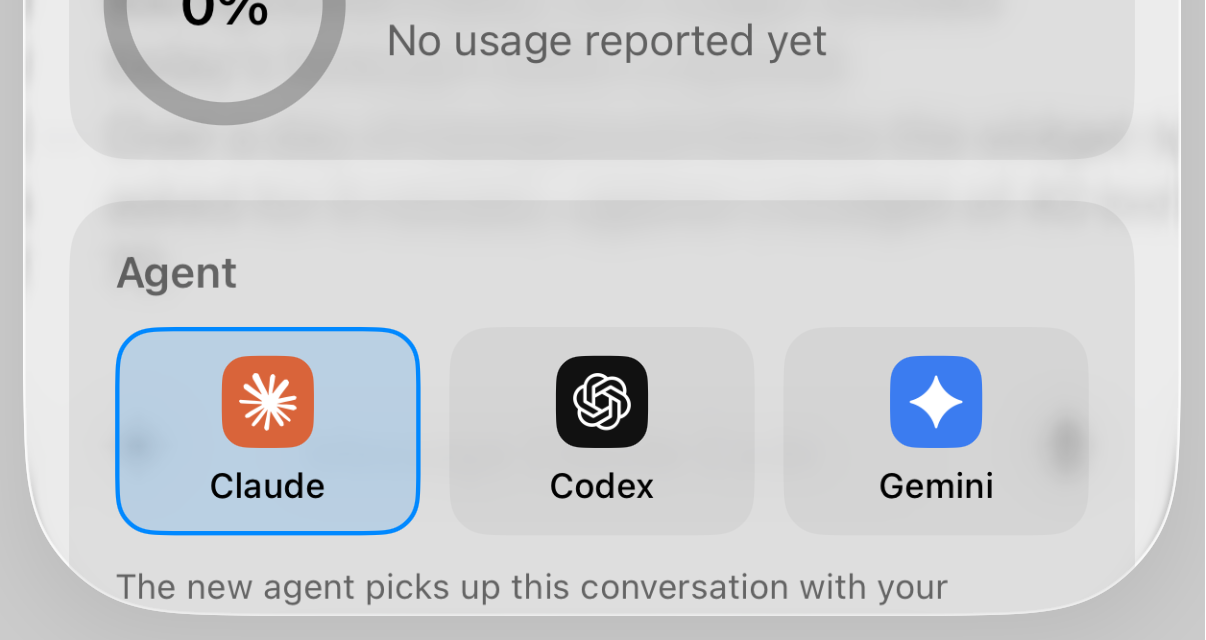 0%
No usage reported yet
Agent
Claude
Codex
Gemini
The new agent picks up this conversation with your